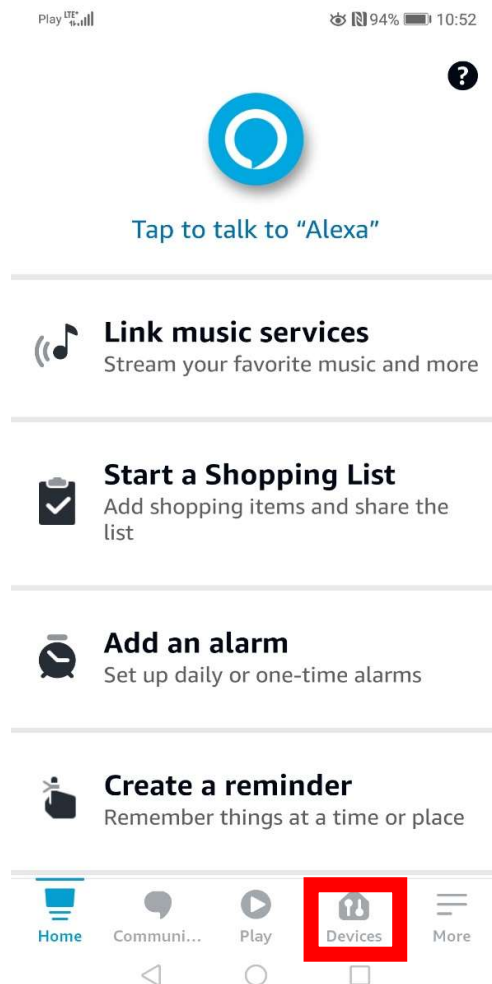 Play LTE+ 94% 10:52
?
Tap to talk to “Alexa”
Link music services
Stream your favorite music and more
Start a Shopping List
Add shopping items and share the
list
Add an alarm
Set up daily or one-time alarms
Create a reminder
Remember things at a time or place
Home Communi... Play Devices More